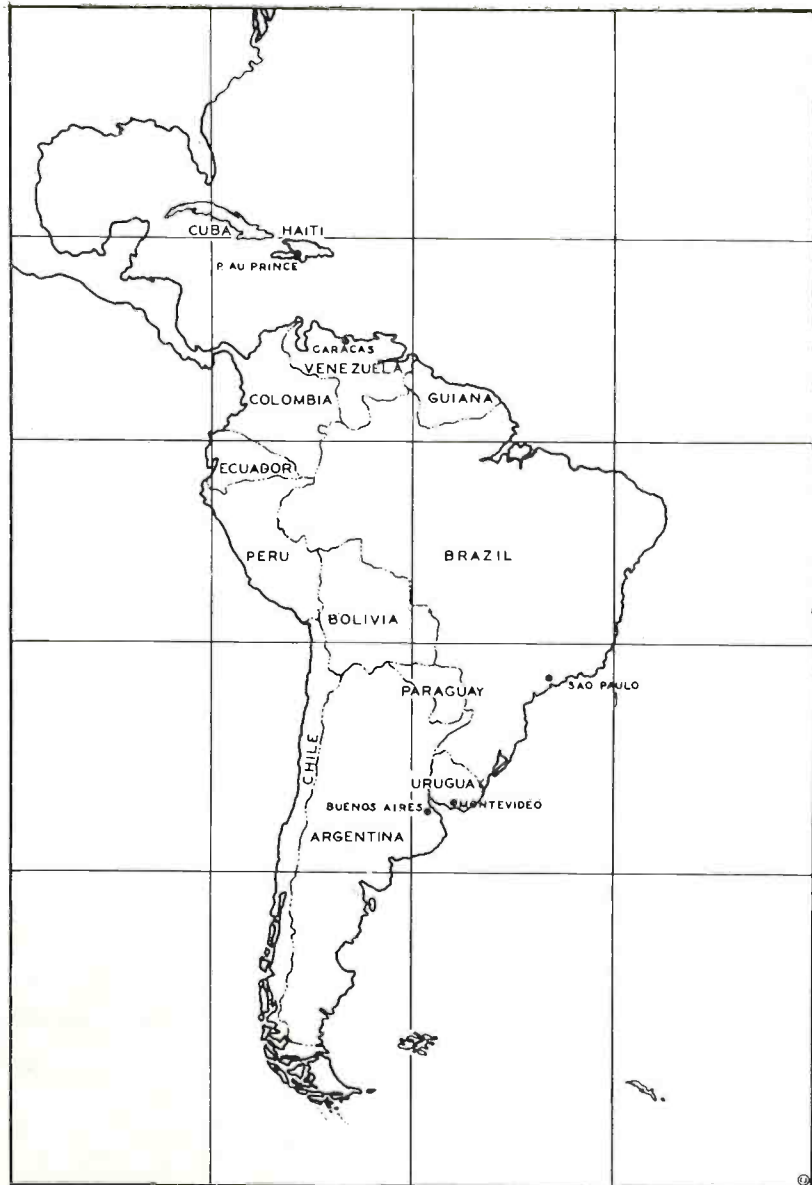 CUBA
HAITI
P. AU PRINCE
CARACAS
VENEZUELA
COLOMBIA
GUIANA
ECUADOR
PERU
BRAZIL
BOLIVIA
PARAGUAY
SAO PAULO
CHILE
URUGUAY
BUENOS AIRES
MONTEVIDEO
ARGENTINA